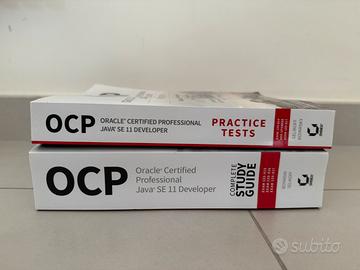 OCP
ORACLE® CERTIFIED PROFESSIONAL
JAVA® SE 11 DEVELOPER
PRACTICE
TESTS
OCP
Oracle® Certified
Professional
Java® SE 11 Developer
COMPLETE
STUDY
GUIDE
subito